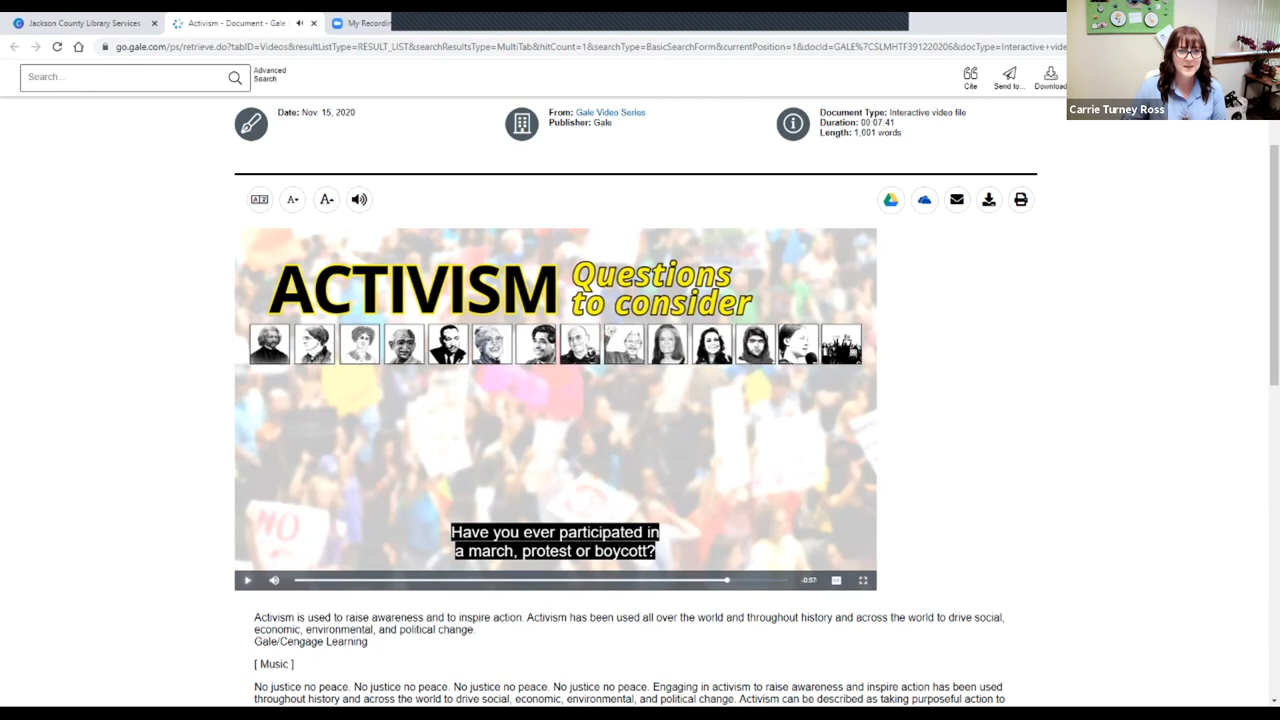 Jackson County Library Services
Activism - Document - Gale
My Recordin
go.gale.com/ps/retrieve.do?tabID=Videos&resultListType=RESULT_LIST&searchResultsType=MultiTab&hitCount=1&searchType=BasicSearchForm&currentPosition=1&docId=GALE%7CSLMHTF391220206&docType=Interactive+vide
Search...
Advanced
Search
Cite
Send to...
Download
Carrie Turney Ross
Date: Nov. 15, 2020
From: Gale Video Series
Publisher: Gale
Document Type: Interactive video file
Duration: 00:07:41
Length: 1,001 words
ACTIVISM Questions
to consider
NO
Have you ever participated in
a march, protest or boycott?
-0:57
Activism is used to raise awareness and to inspire action. Activism has been used all over the world and throughout history and across the world to drive social,
economic, environmental, and political change.
Gale/Cengage Learning
[ Music ]
No justice no peace. No justice no peace. No justice no peace. No justice no peace. Engaging in activism to raise awareness and inspire action has been used
throughout history and across the world to drive social, economic, environmental, and political change. Activism can be described as taking purposeful action to